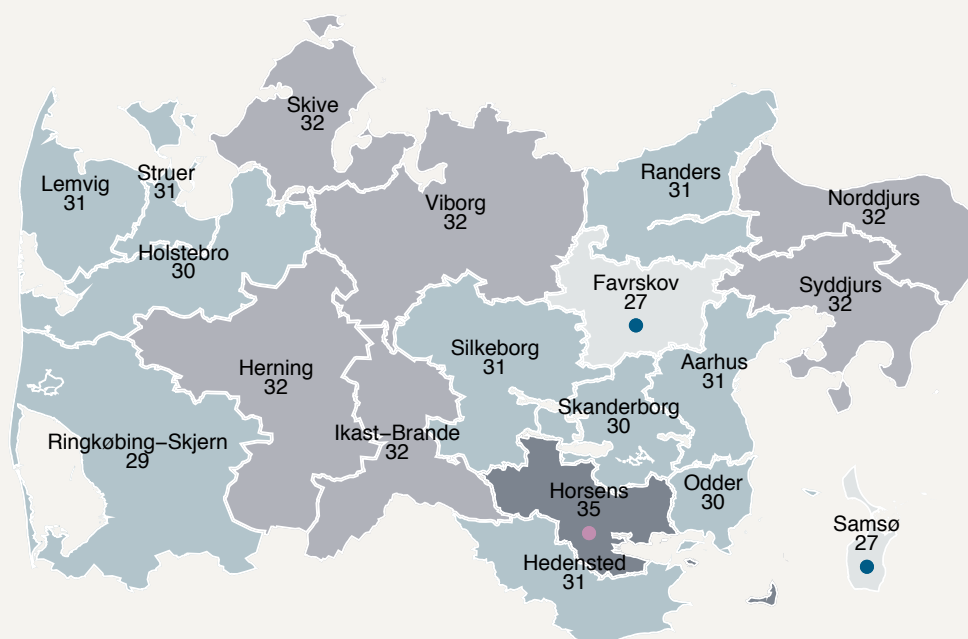 Skive
32
Lemvig
31
Struer
31
Randers
31
Viborg
32
Norddjurs
32
Holstebro
30
Favrskov
27
Syddjurs
32
Silkeborg
31
Aarhus
31
Herning
32
Skanderborg
30
Ringkøbing–Skjern
29
Ikast–Brande
32
Horsens
35
Odder
30
Samsø
27
Hedensted
31